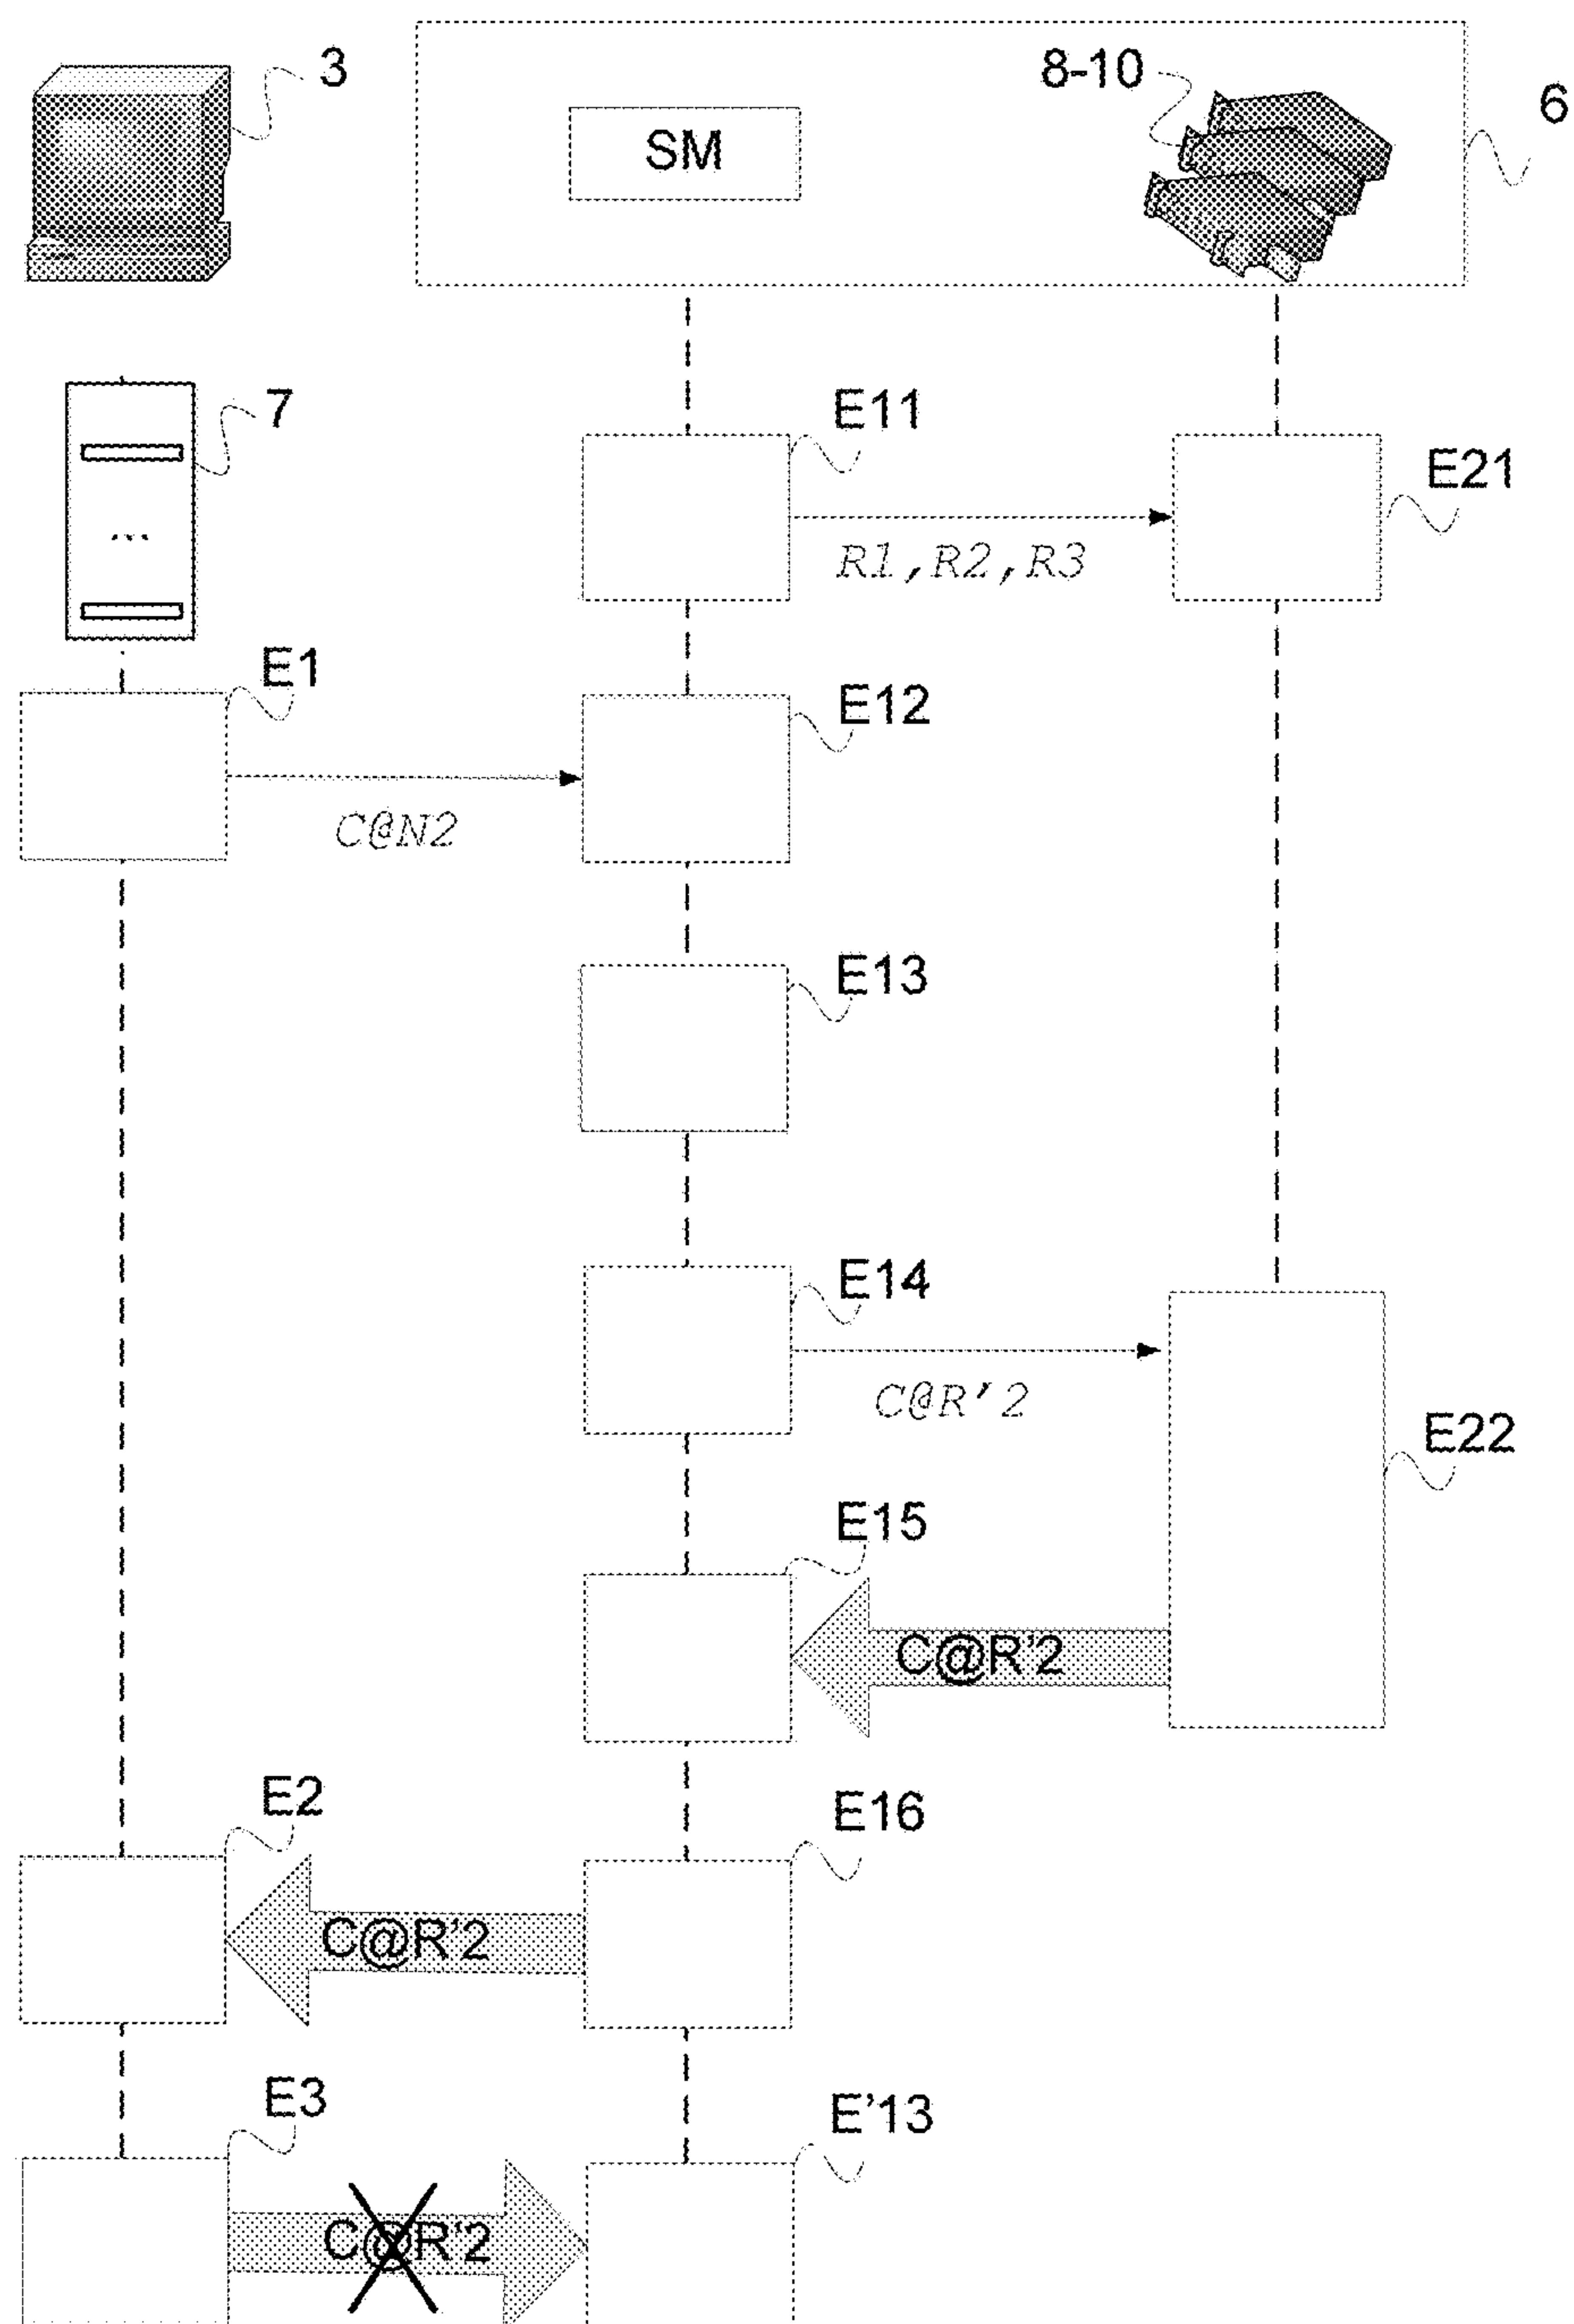 3
8-10
6
SM
7
...
E11
E21
R1,R2,R3
E1
E12
C@N2
E13
E14
C@R'2
E22
E15
C@R'2
E2
E16
C@R'2
E3
E'13
C@R'2